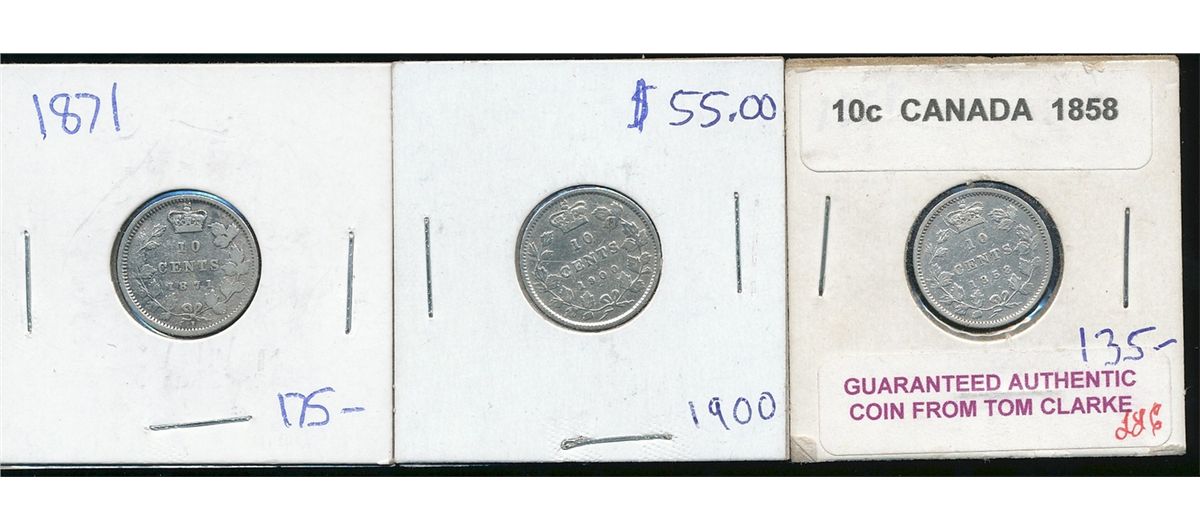 1871
10
CENTS
1871
175-
$55.00
10
CENTS
1900
1900
10c CANADA 1858
10
CENTS
1858
135-
GUARANTEED AUTHENTIC
COIN FROM TOM CLARKE